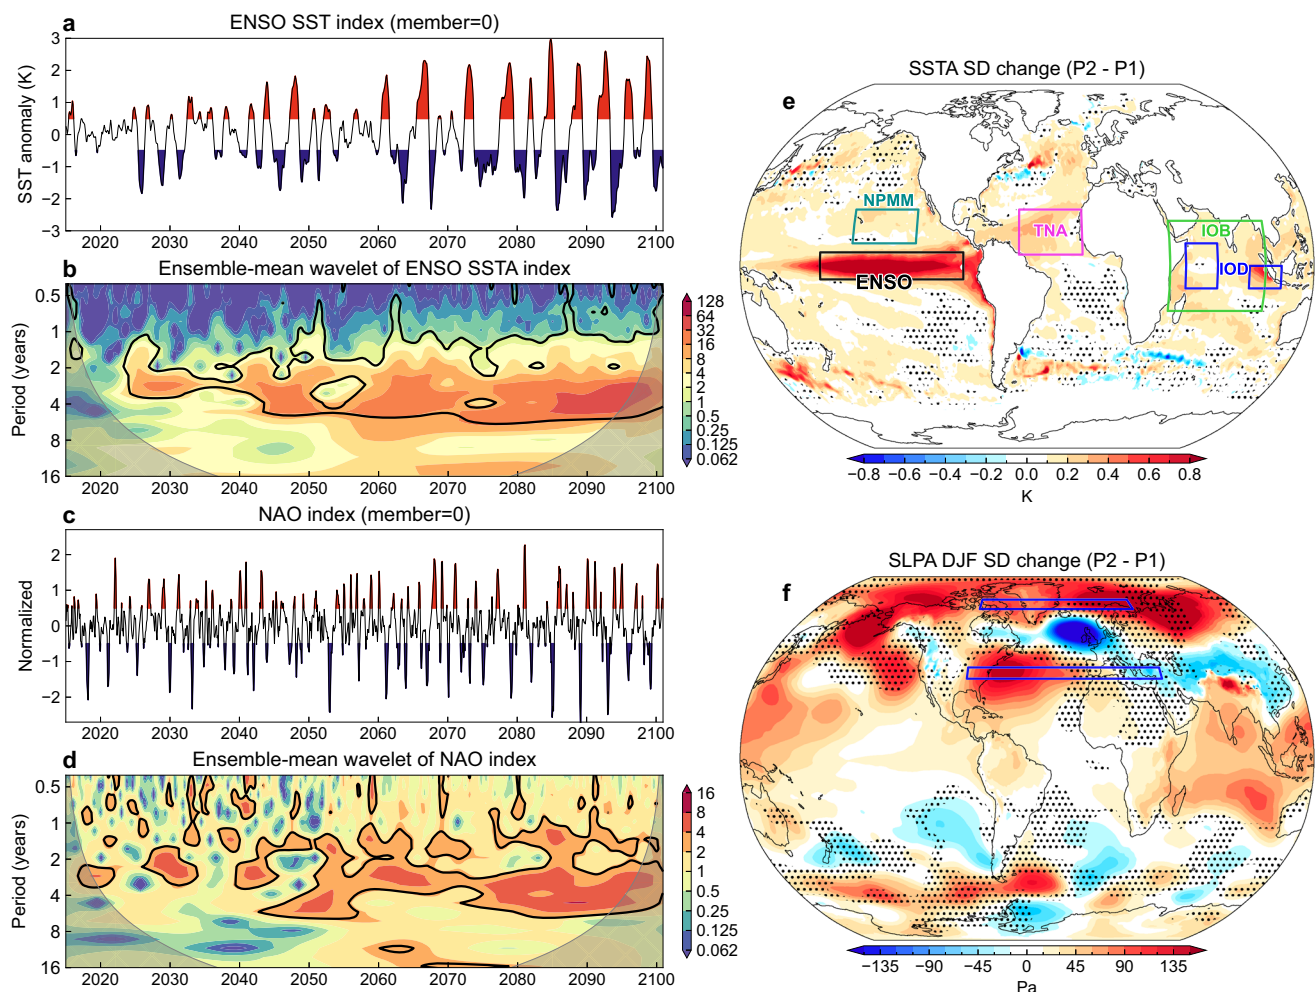 a ENSO SST index (member=0)
SST anomaly (K)
3
2
1
0
−1
−2
−3
2020 2030 2040 2050 2060 2070 2080 2090 2100
b Ensemble-mean wavelet of ENSO SSTA index
Period (years)
0.5
1
2
4
8
16
2020 2030 2040 2050 2060 2070 2080 2090 2100
128
64
32
16
8
4
2
1
0.5
0.25
0.125
0.062
c NAO index (member=0)
Normalized
2
1
0
−1
−2
2020 2030 2040 2050 2060 2070 2080 2090 2100
d Ensemble-mean wavelet of NAO index
Period (years)
0.5
1
2
4
8
16
2020 2030 2040 2050 2060 2070 2080 2090 2100
16
8
4
2
1
0.5
0.25
0.125
0.062
SSTA SD change (P2 - P1)
e
NPMM
TNA
IOB
IOD
ENSO
−0.8 −0.6 −0.4 −0.2 0.0 0.2 0.4 0.6 0.8
K
SLPA DJF SD change (P2 - P1)
f
−135 −90 −45 0 45 90 135
Pa